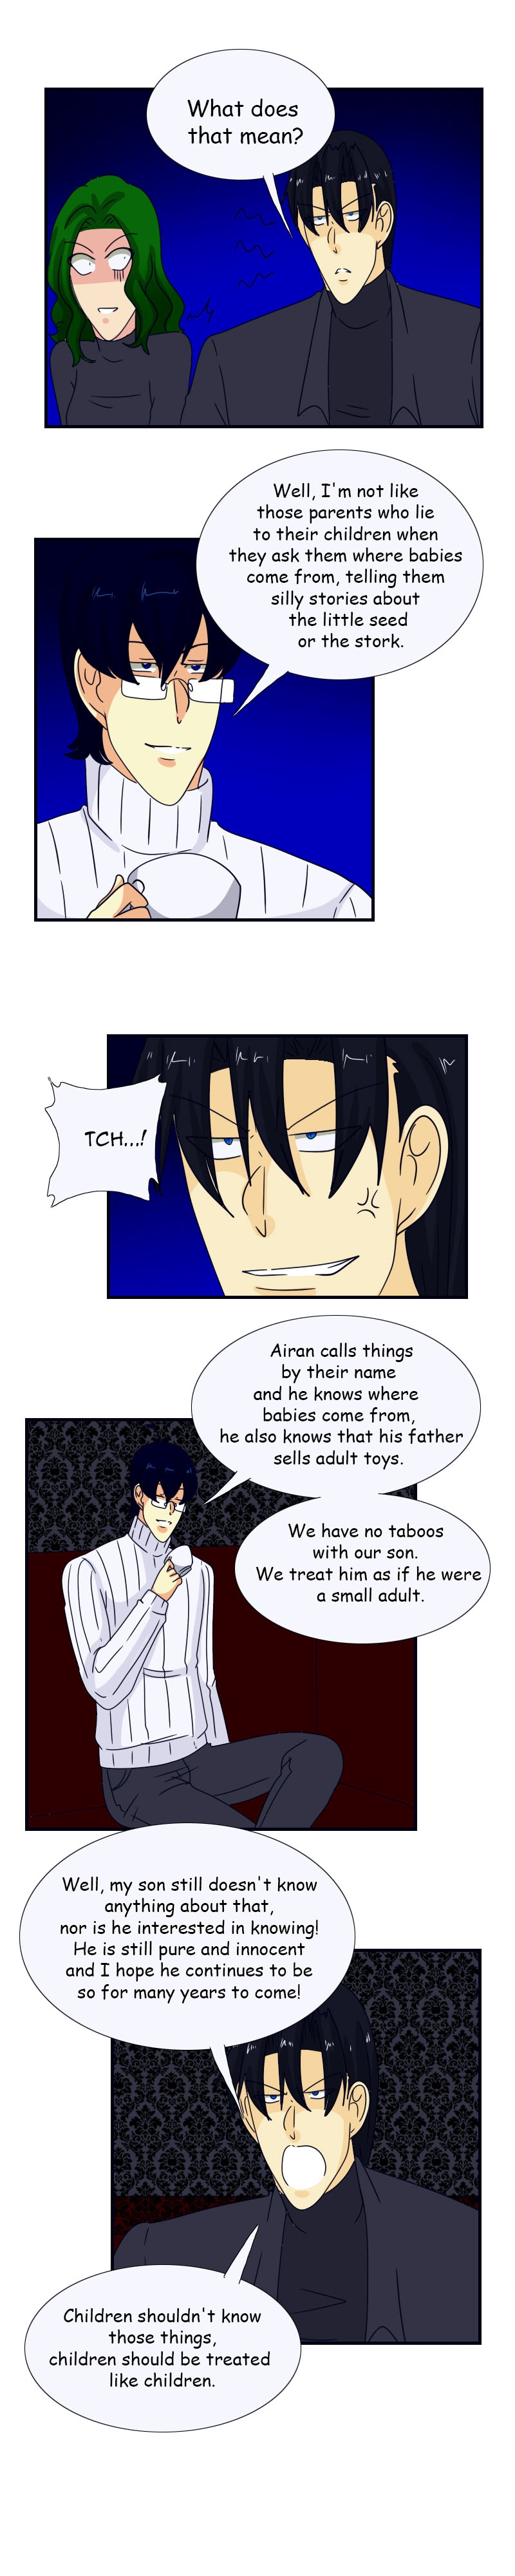 What does
that mean?
Well, I'm not like
those parents who lie
to their children when
they ask them where babies
come from, telling them
silly stories about
the little seed
or the stork.
TCH...!
Airan calls things
by their name
and he knows where
babies come from,
he also knows that his father
sells adult toys.
We have no taboos
with our son.
We treat him as if he were
a small adult.
Well, my son still doesn't know
anything about that,
nor is he interested in knowing!
He is still pure and innocent
and I hope he continues to be
so for many years to come!
Children shouldn't know
those things,
children should be treated
like children.